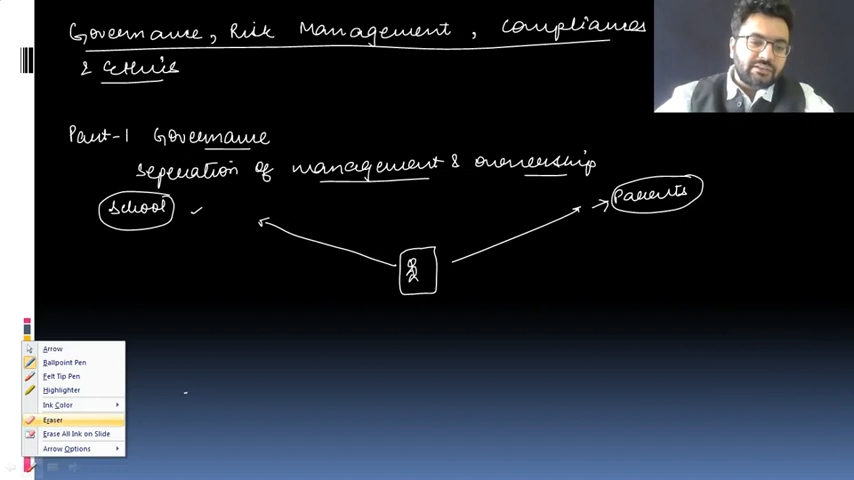 Governance, Risk Management, Compliances
& Ethics
Part-1 Governance
Seperation of management & ownership
School
Parents
Arrow
Ballpoint Pen
Felt Tip Pen
Highlighter
Ink Color
Eraser
Erase All Ink on Slide
Arrow Options